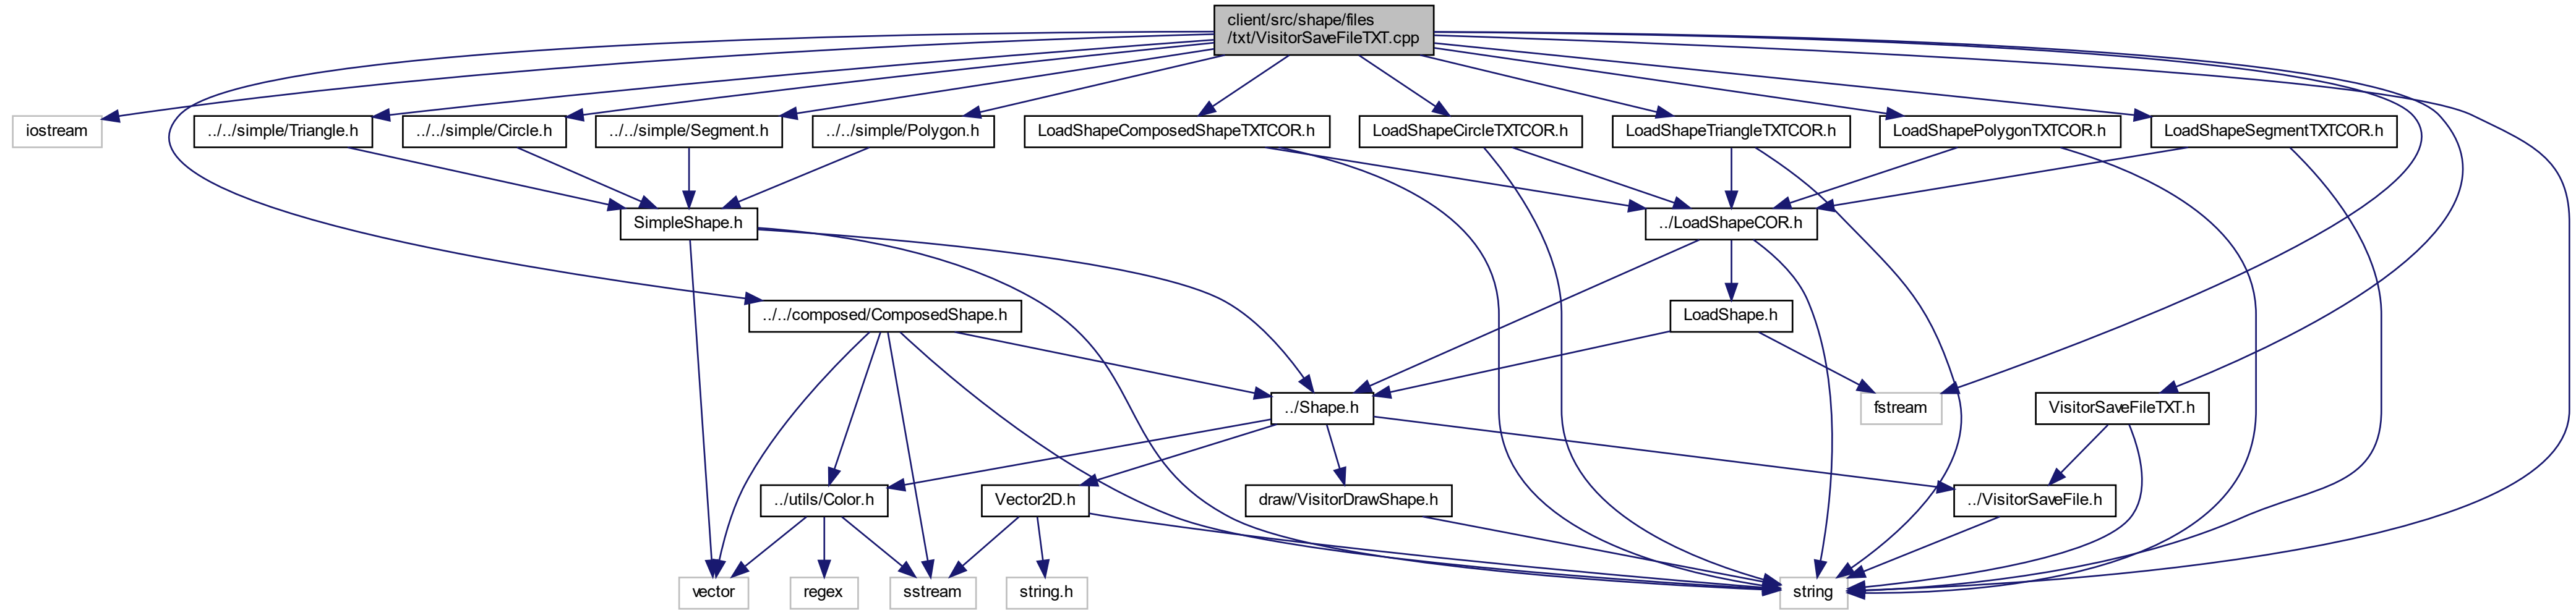 client/src/shape/files
/txt/VisitorSaveFileTXT.cpp
iostream
../../simple/Triangle.h
../../simple/Circle.h
../../simple/Segment.h
../../simple/Polygon.h
LoadShapeComposedShapeTXTCOR.h
LoadShapeCircleTXTCOR.h
LoadShapeTriangleTXTCOR.h
LoadShapePolygonTXTCOR.h
LoadShapeSegmentTXTCOR.h
SimpleShape.h
../LoadShapeCOR.h
../../composed/ComposedShape.h
LoadShape.h
../Shape.h
fstream
VisitorSaveFileTXT.h
../utils/Color.h
Vector2D.h
draw/VisitorDrawShape.h
../VisitorSaveFile.h
vector
regex
sstream
string.h
string